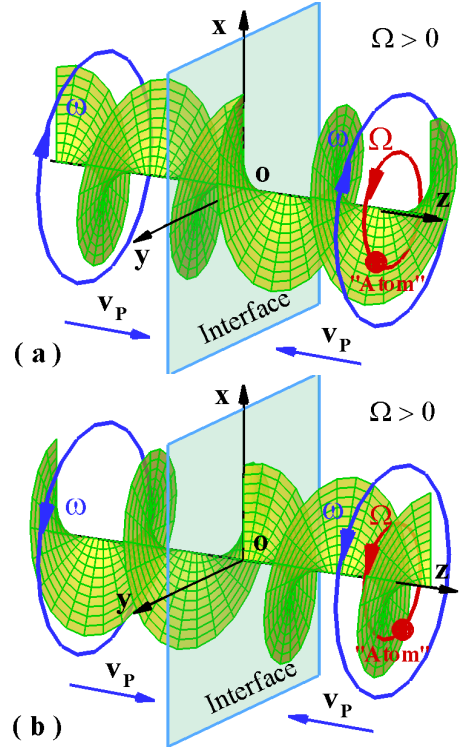 x
Ω > 0
ω
ω
Ω
o
z
y
"Atom"
v_P
Interface
v_P
( a )
x
Ω > 0
ω
o
ω
Ω
z
y
"Atom"
v_P
Interface
v_P
( b )